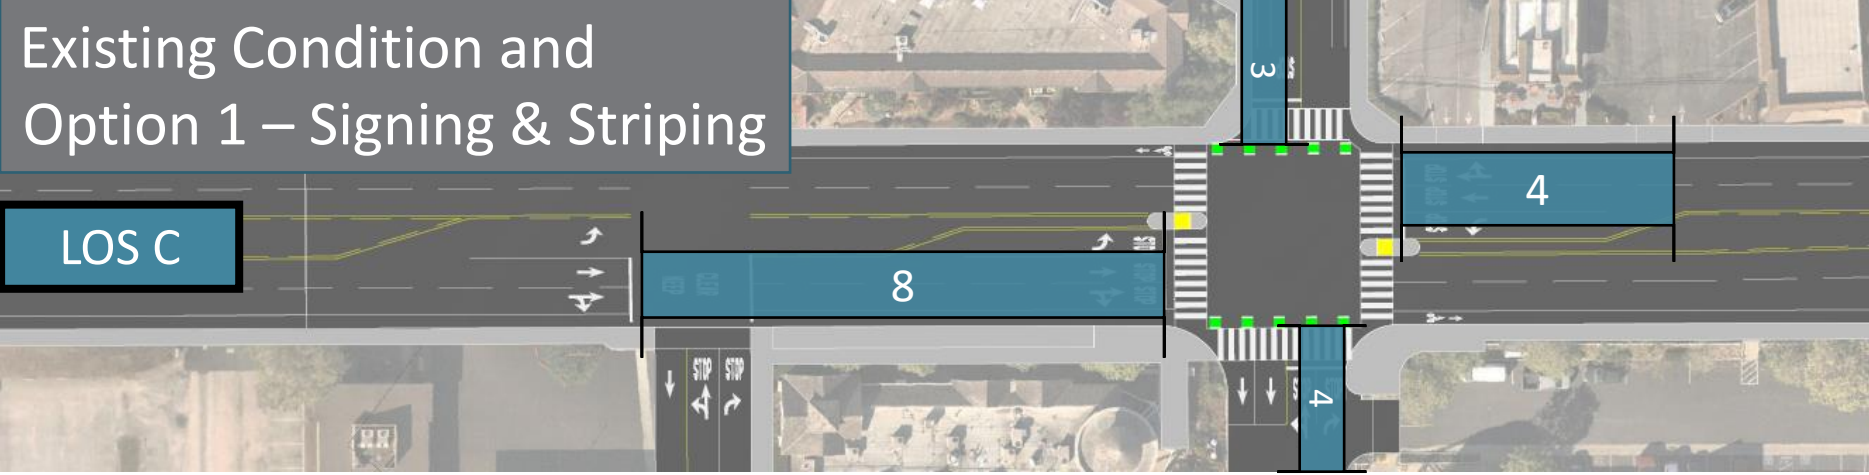 Existing Condition and
Option 1 – Signing & Striping
LOS C
3
4
8
4
STOP
STOP